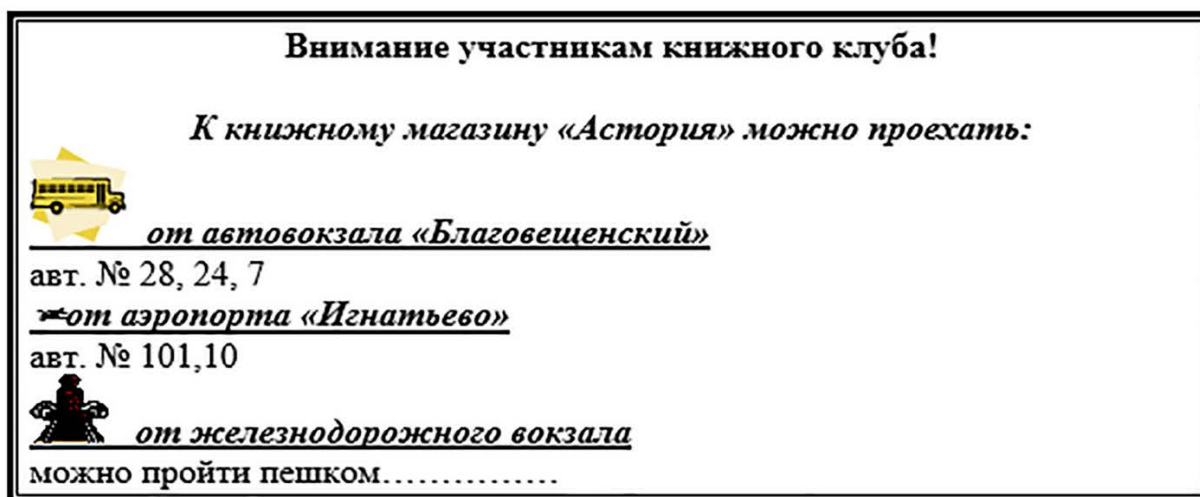 Внимание участникам книжного клуба!
К книжному магазину «Астория» можно проехать:
от автовокзала «Благовещенский»
авт. № 28, 24, 7
от аэропорта «Игнатьево»
авт. № 101,10
от железнодорожного вокзала
можно пройти пешком……………